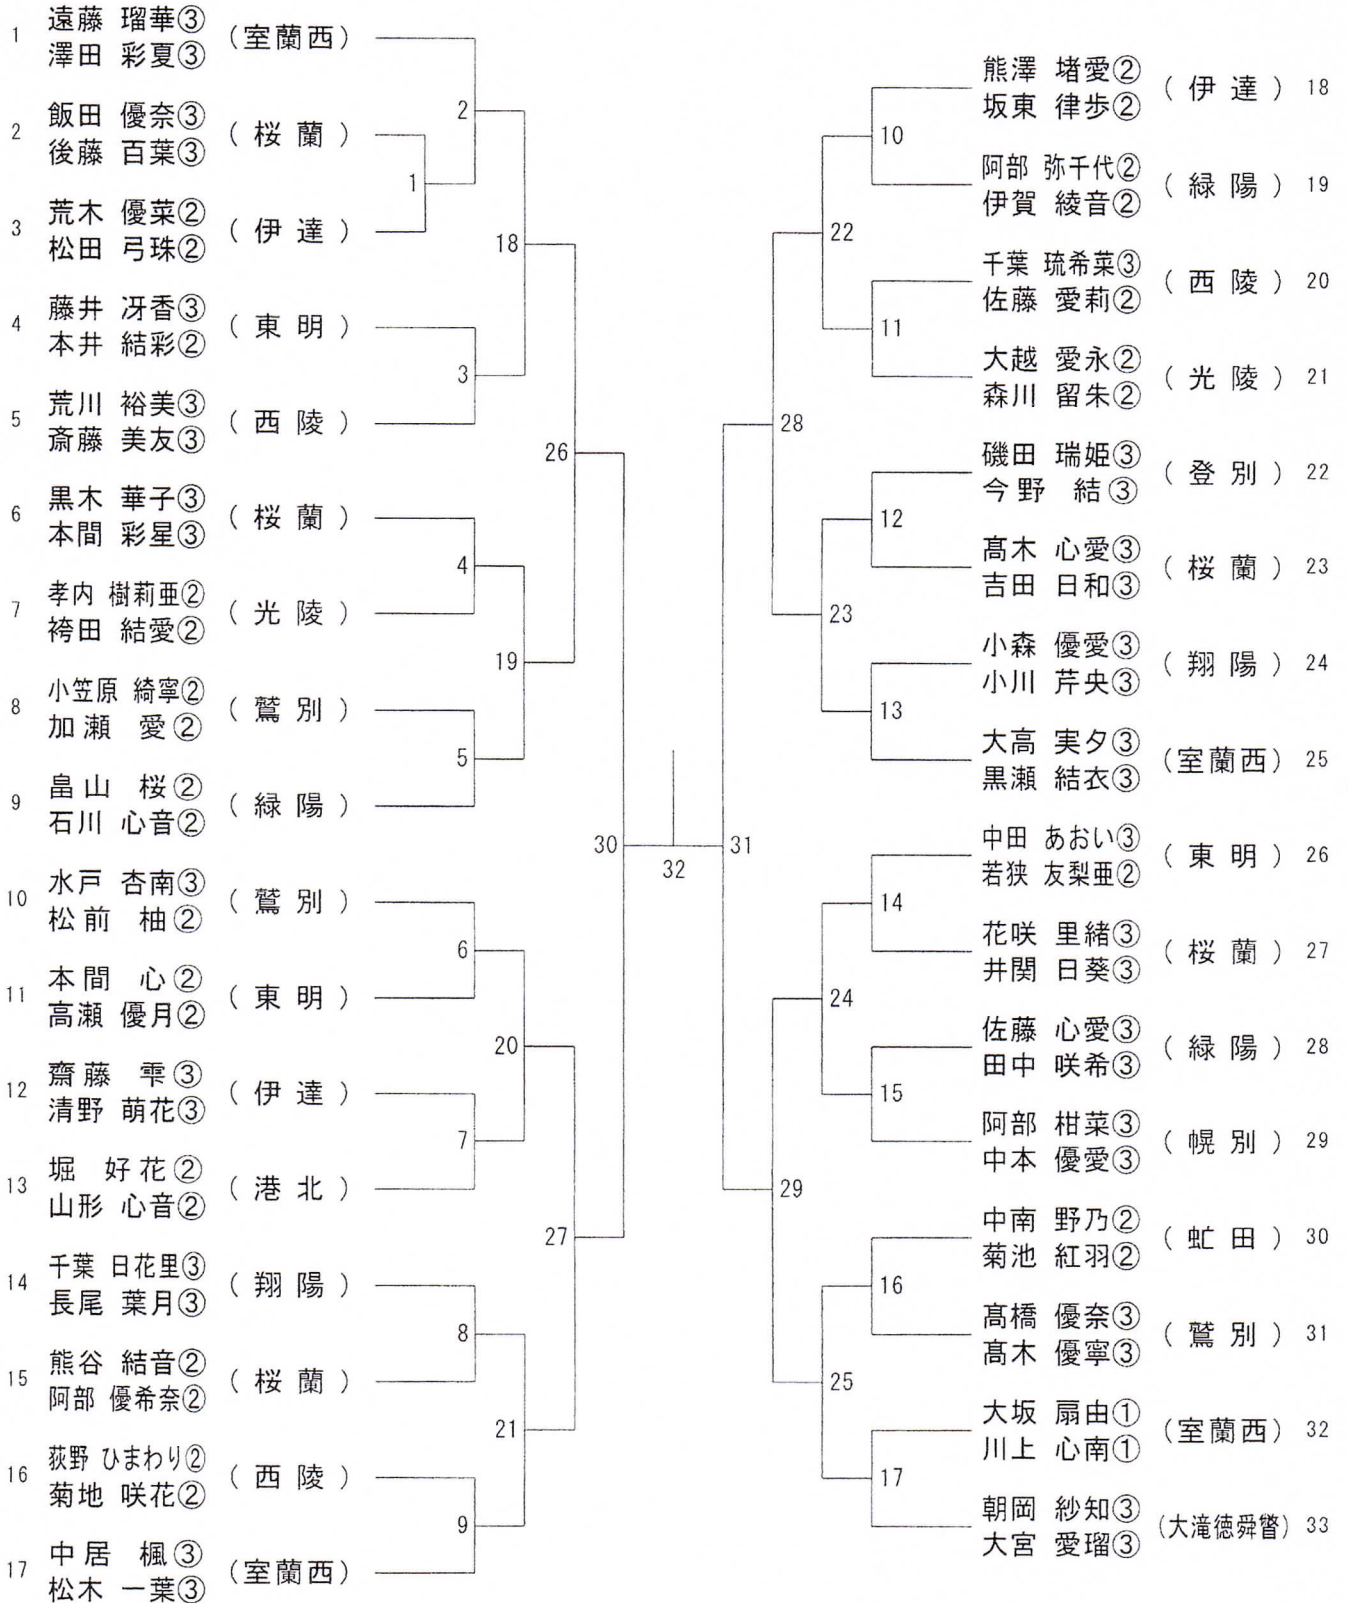 1 遠藤 瑠華③ (室蘭西)
澤田 彩夏③
2 飯田 優奈③ (桜蘭)
後藤 百葉③
3 荒木 優菜② (伊達)
松田 弓珠②
4 藤井 冴香③ (東明)
本井 結彩②
5 荒川 裕美③ (西陵)
斎藤 美友③
6 黒木 華子③ (桜蘭)
本間 彩星③
7 孝内 樹莉亜② (光陵)
袴田 結愛②
8 小笠原 綺寧② (鷲別)
加瀬 愛②
9 畠山 桜② (緑陽)
石川 心音②
10 水戸 杏南③ (鷲別)
松前 柚②
11 本間 心② (東明)
高瀬 優月②
12 齋藤 雫③ (伊達)
清野 萌花③
13 堀 好花② (港北)
山形 心音②
14 千葉 日花里③ (翔陽)
長尾 葉月③
15 熊谷 結音② (桜蘭)
阿部 優希奈②
16 荻野 ひまわり② (西陵)
菊地 咲花②
17 中居 楓③ (室蘭西)
松木 一葉③
1
2
3
4
5
6
7
8
9
18
19
20
21
26
27
30
32
31
28
29
22
23
24
25
10
11
12
13
14
15
16
17
熊澤 堵愛② (伊達) 18
坂東 律歩②
阿部 弥千代② (緑陽) 19
伊賀 綾音②
千葉 琉希菜③ (西陵) 20
佐藤 愛莉②
大越 愛永② (光陵) 21
森川 留朱②
磯田 瑞姫③ (登別) 22
今野 結③
髙木 心愛③ (桜蘭) 23
吉田 日和③
小森 優愛③ (翔陽) 24
小川 芹央③
大高 実夕③ (室蘭西) 25
黒瀬 結衣③
中田 あおい③ (東明) 26
若狭 友梨亜②
花咲 里緒③ (桜蘭) 27
井関 日葵③
佐藤 心愛③ (緑陽) 28
田中 咲希③
阿部 柑菜③ (幌別) 29
中本 優愛③
中南 野乃② (虻田) 30
菊池 紅羽②
髙橋 優奈③ (鷲別) 31
髙木 優寧③
大坂 扇由① (室蘭西) 32
川上 心南①
朝岡 紗知③ (大滝徳舜瞥) 33
大宮 愛瑠③